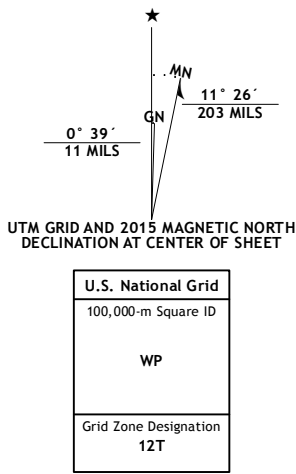 ★
MN
GN
11° 26´
203 MILS
0° 39´
11 MILS
UTM GRID AND 2015 MAGNETIC NORTH
DECLINATION AT CENTER OF SHEET
U.S. National Grid
100,000-m Square ID
WP
Grid Zone Designation
12T